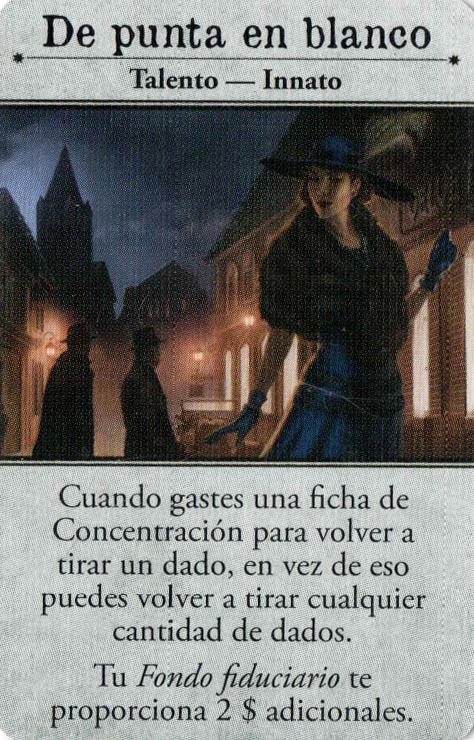 De punta en blanco
Talento — Innato
Cuando gastes una ficha de
Concentración para volver a
tirar un dado, en vez de eso
puedes volver a tirar cualquier
cantidad de dados.
Tu Fondo fiduciario te
proporciona 2 $ adicionales.